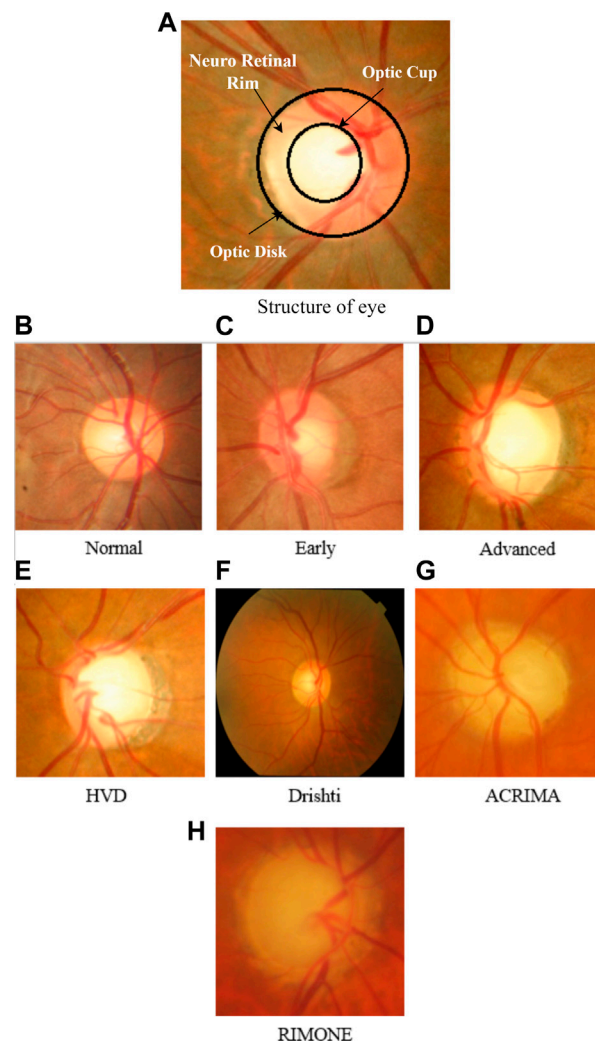 A
Neuro Retinal
Rim
Optic Cup
Optic Disk
Structure of eye
B
C
D
Normal
Early
Advanced
E
F
G
HVD
Drishti
ACRIMA
H
RIMONE